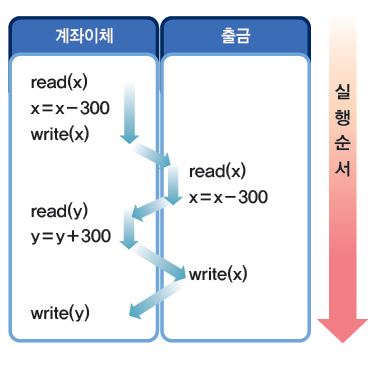 계좌이체
출금
read(x)
x=x−300
write(x)
read(x)
x=x−300
read(y)
y=y+300
write(x)
write(y)
실행순서